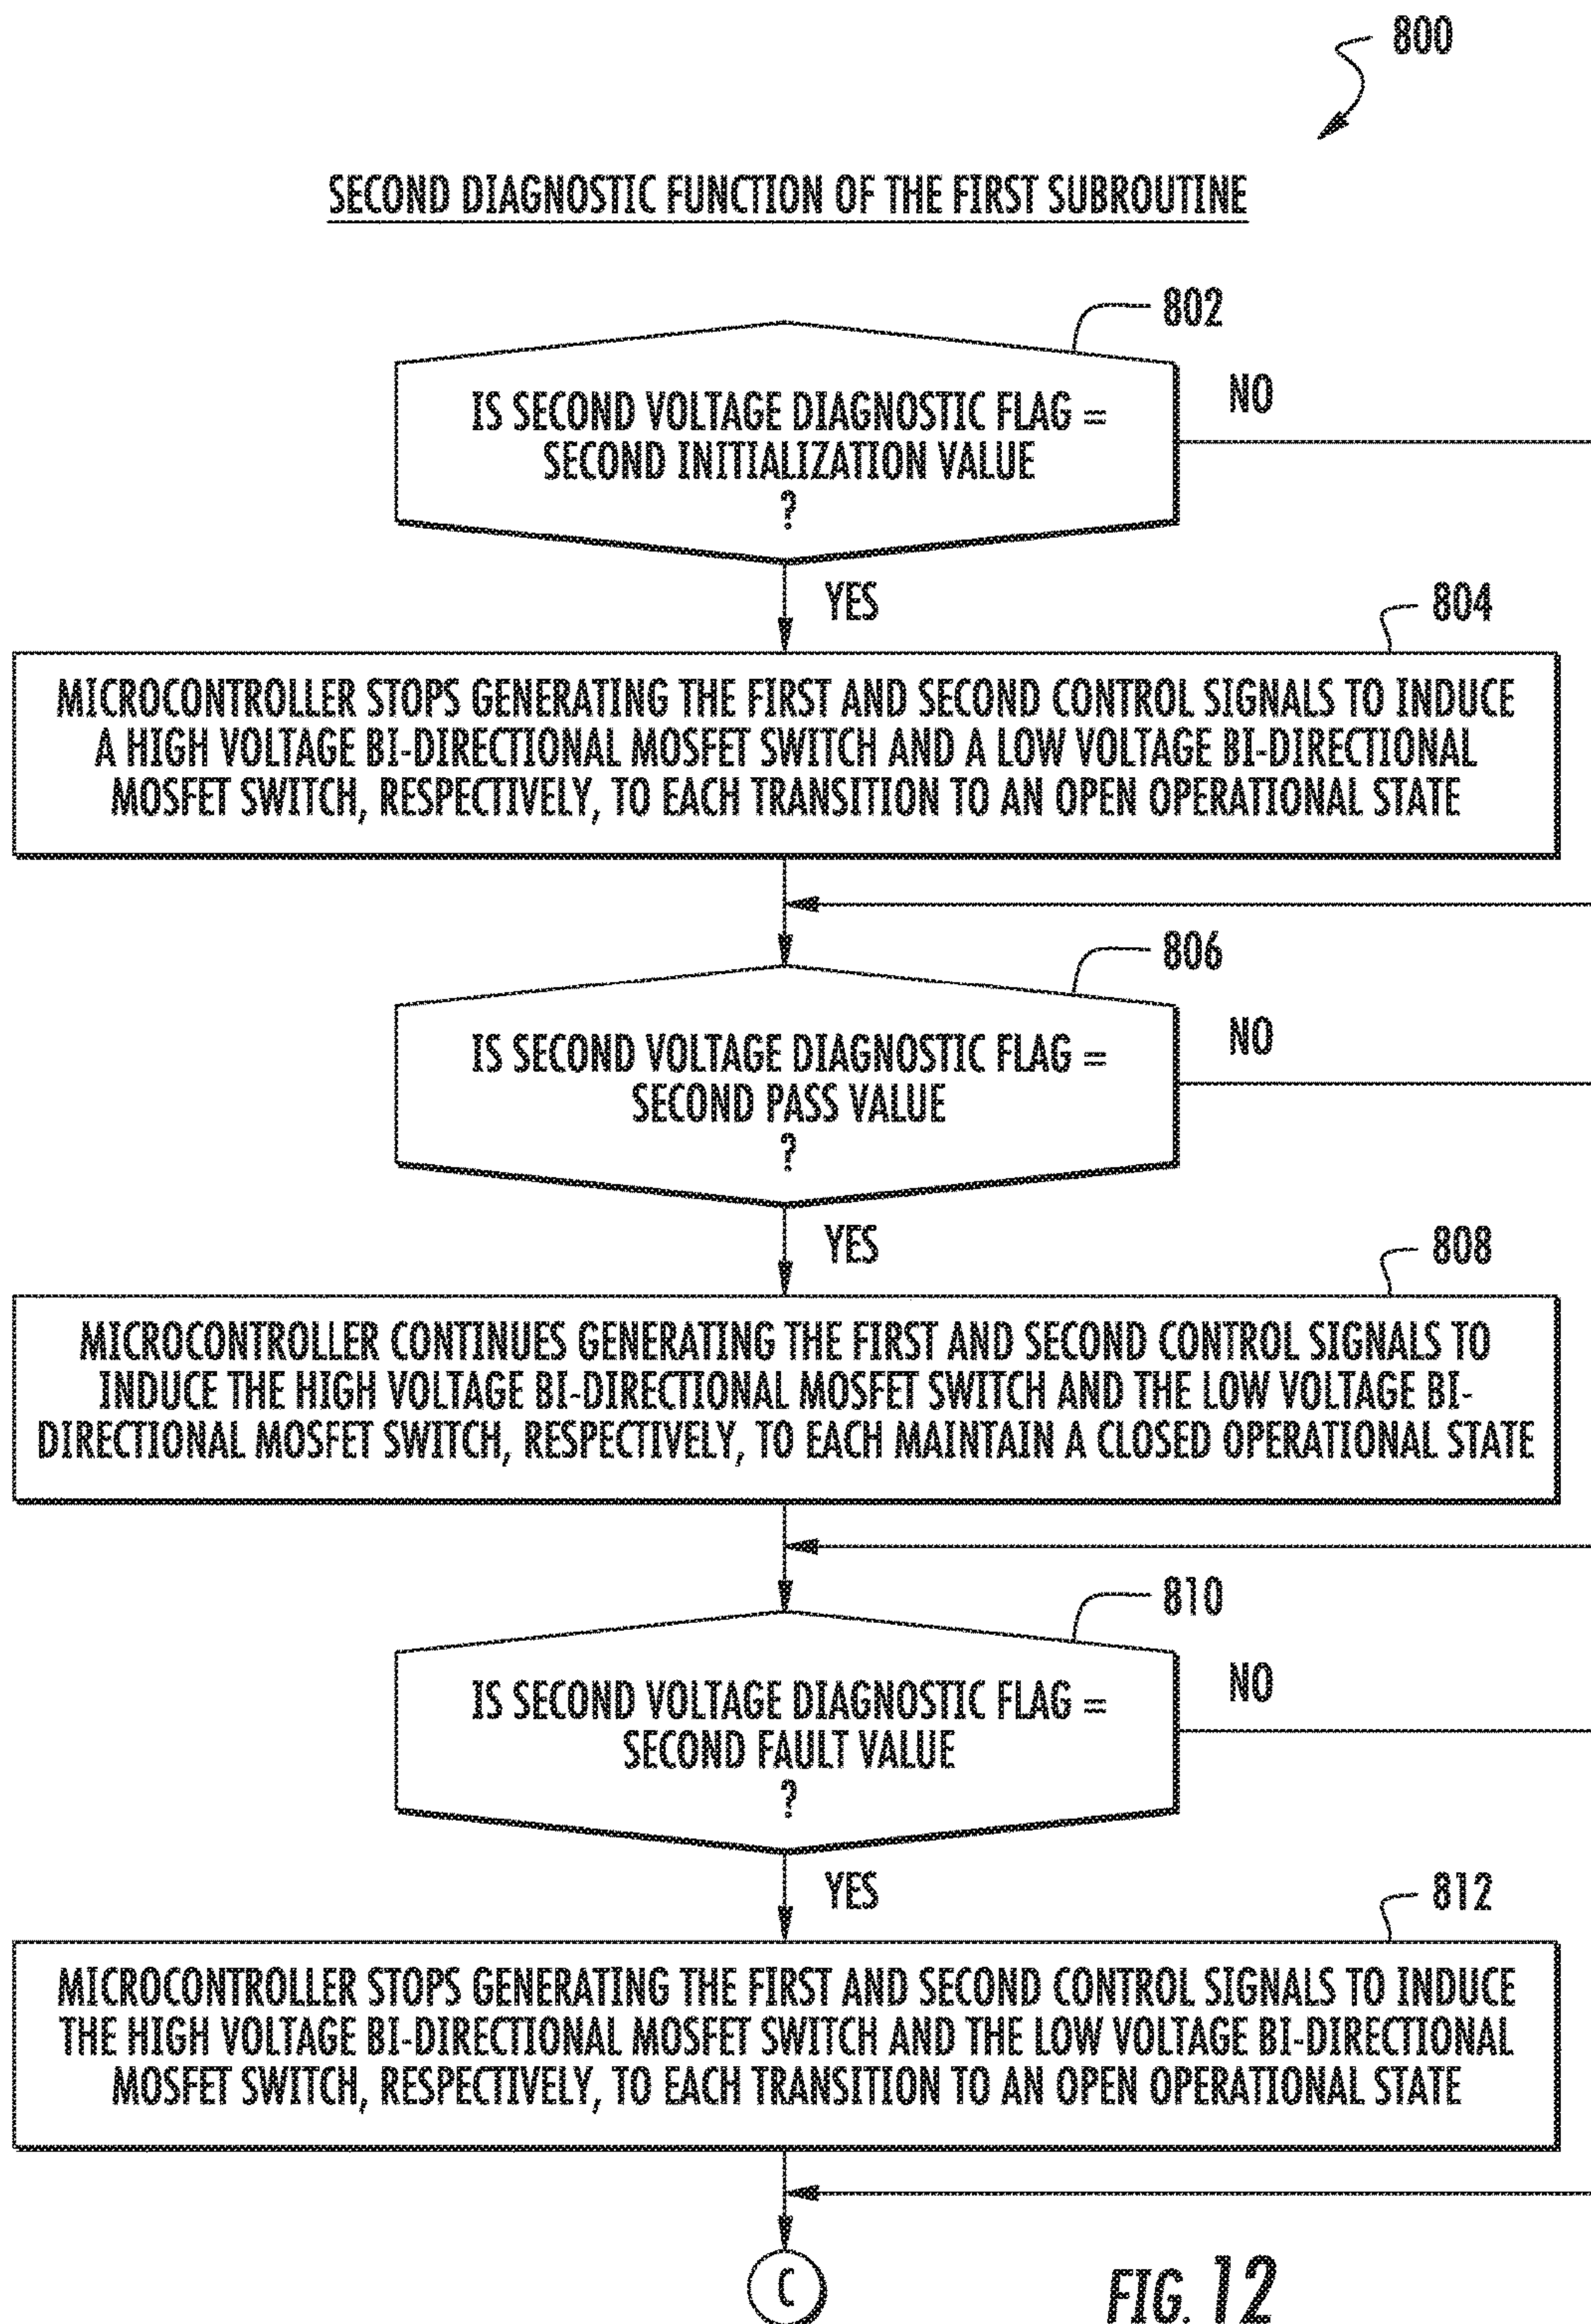 800
SECOND DIAGNOSTIC FUNCTION OF THE FIRST SUBROUTINE
802
IS SECOND VOLTAGE DIAGNOSTIC FLAG =
SECOND INITIALIZATION VALUE
?
NO
YES
804
MICROCONTROLLER STOPS GENERATING THE FIRST AND SECOND CONTROL SIGNALS TO INDUCE
A HIGH VOLTAGE BI-DIRECTIONAL MOSFET SWITCH AND A LOW VOLTAGE BI-DIRECTIONAL
MOSFET SWITCH, RESPECTIVELY, TO EACH TRANSITION TO AN OPEN OPERATIONAL STATE
806
IS SECOND VOLTAGE DIAGNOSTIC FLAG =
SECOND PASS VALUE
?
NO
YES
808
MICROCONTROLLER CONTINUES GENERATING THE FIRST AND SECOND CONTROL SIGNALS TO
INDUCE THE HIGH VOLTAGE BI-DIRECTIONAL MOSFET SWITCH AND THE LOW VOLTAGE BI-
DIRECTIONAL MOSFET SWITCH, RESPECTIVELY, TO EACH MAINTAIN A CLOSED OPERATIONAL STATE
810
IS SECOND VOLTAGE DIAGNOSTIC FLAG =
SECOND FAULT VALUE
?
NO
YES
812
MICROCONTROLLER STOPS GENERATING THE FIRST AND SECOND CONTROL SIGNALS TO INDUCE
THE HIGH VOLTAGE BI-DIRECTIONAL MOSFET SWITCH AND THE LOW VOLTAGE BI-DIRECTIONAL
MOSFET SWITCH, RESPECTIVELY, TO EACH TRANSITION TO AN OPEN OPERATIONAL STATE
C
FIG. 12